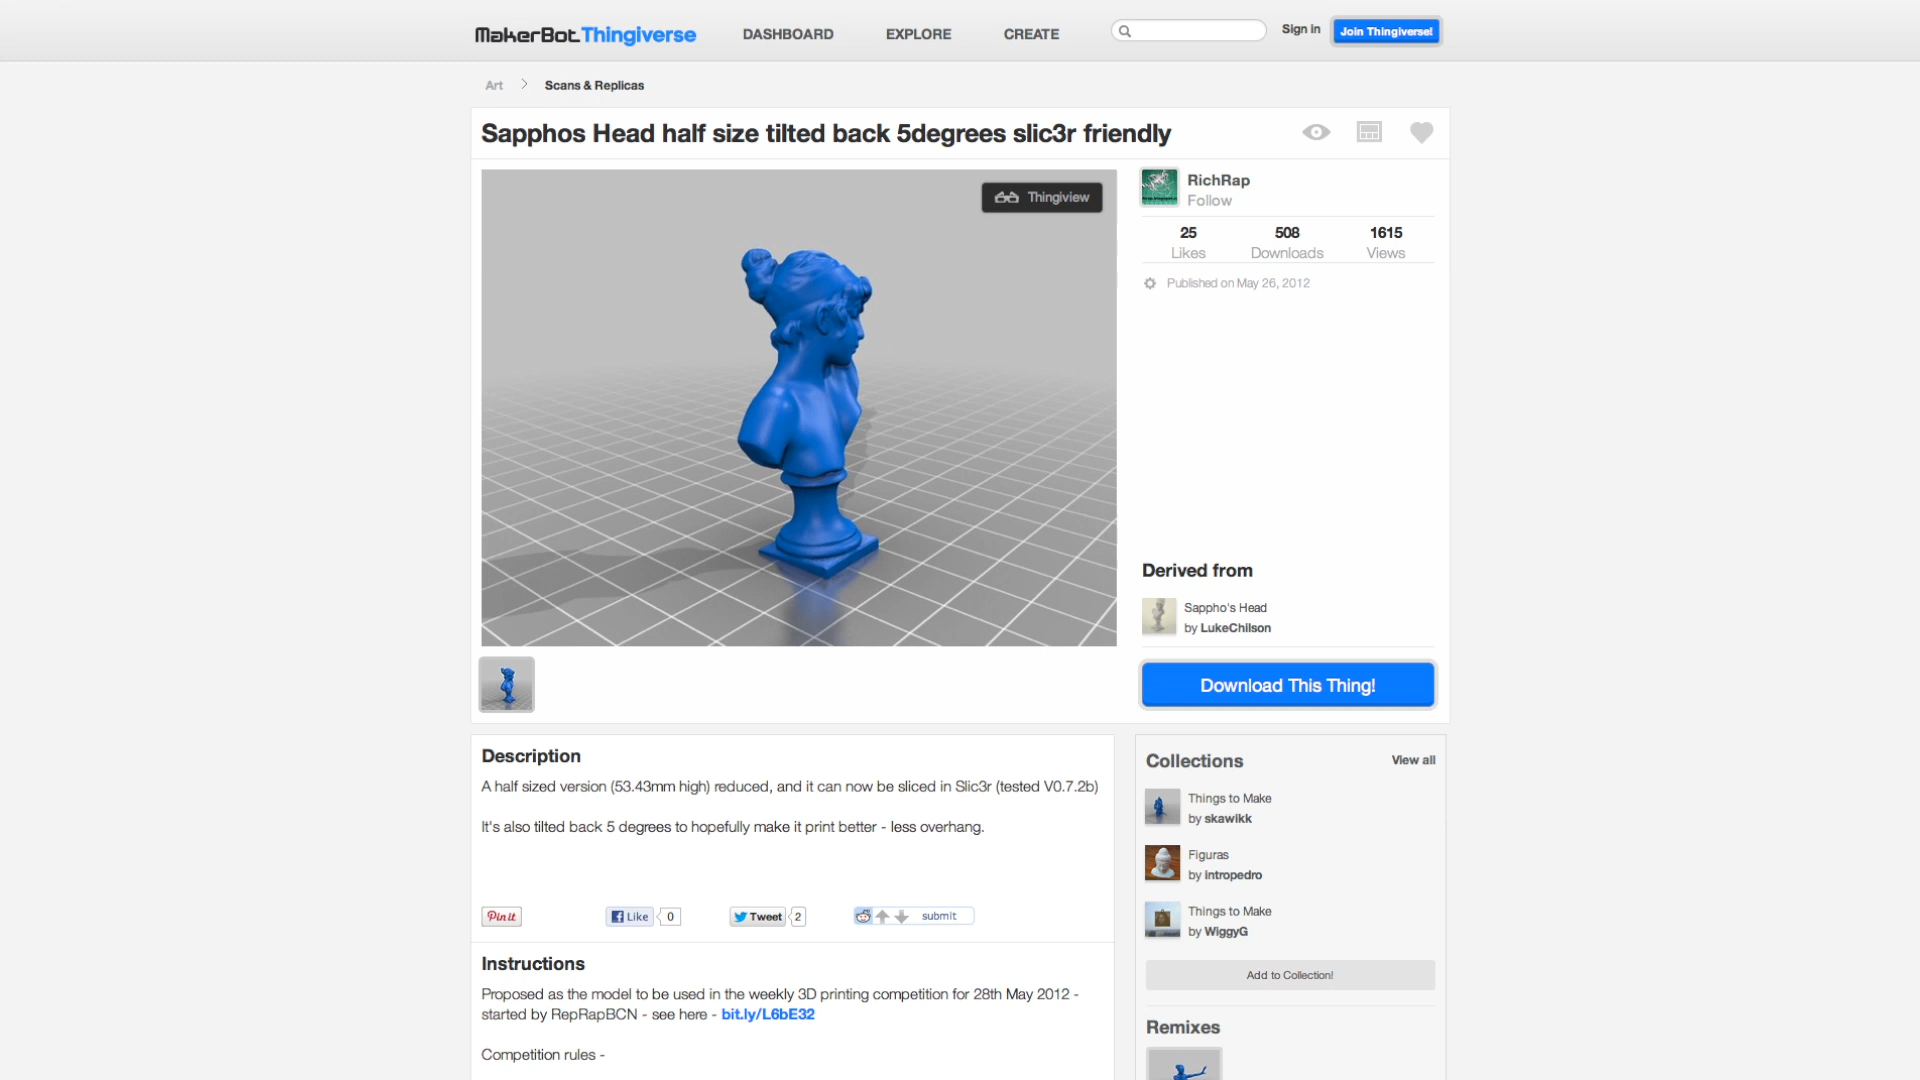 MakerBot Thingiverse DASHBOARD EXPLORE CREATE Sign in Join Thingiverse!
Art Scans & Replicas
Sapphos Head half size tilted back 5degrees slic3r friendly
Thingiview
RichRap
Follow
25 508 1615
Likes Downloads Views
Published on May 26, 2012
Derived from
Sappho's Head
by LukeChilson
Download This Thing!
Description
A half sized version (53.43mm high) reduced, and it can now be sliced in Slic3r (tested V0.7.2b)
It's also tilted back 5 degrees to hopefully make it print better - less overhang.
Pin it Like 0 Tweet 2 submit
Instructions
Proposed as the model to be used in the weekly 3D printing competition for 28th May 2012 -
started by RepRapBCN - see here - bit.ly/L6bE32
Competition rules -
Collections View all
Things to Make
by skawikk
Figuras
by intropedro
Things to Make
by WiggyG
Add to Collection!
Remixes